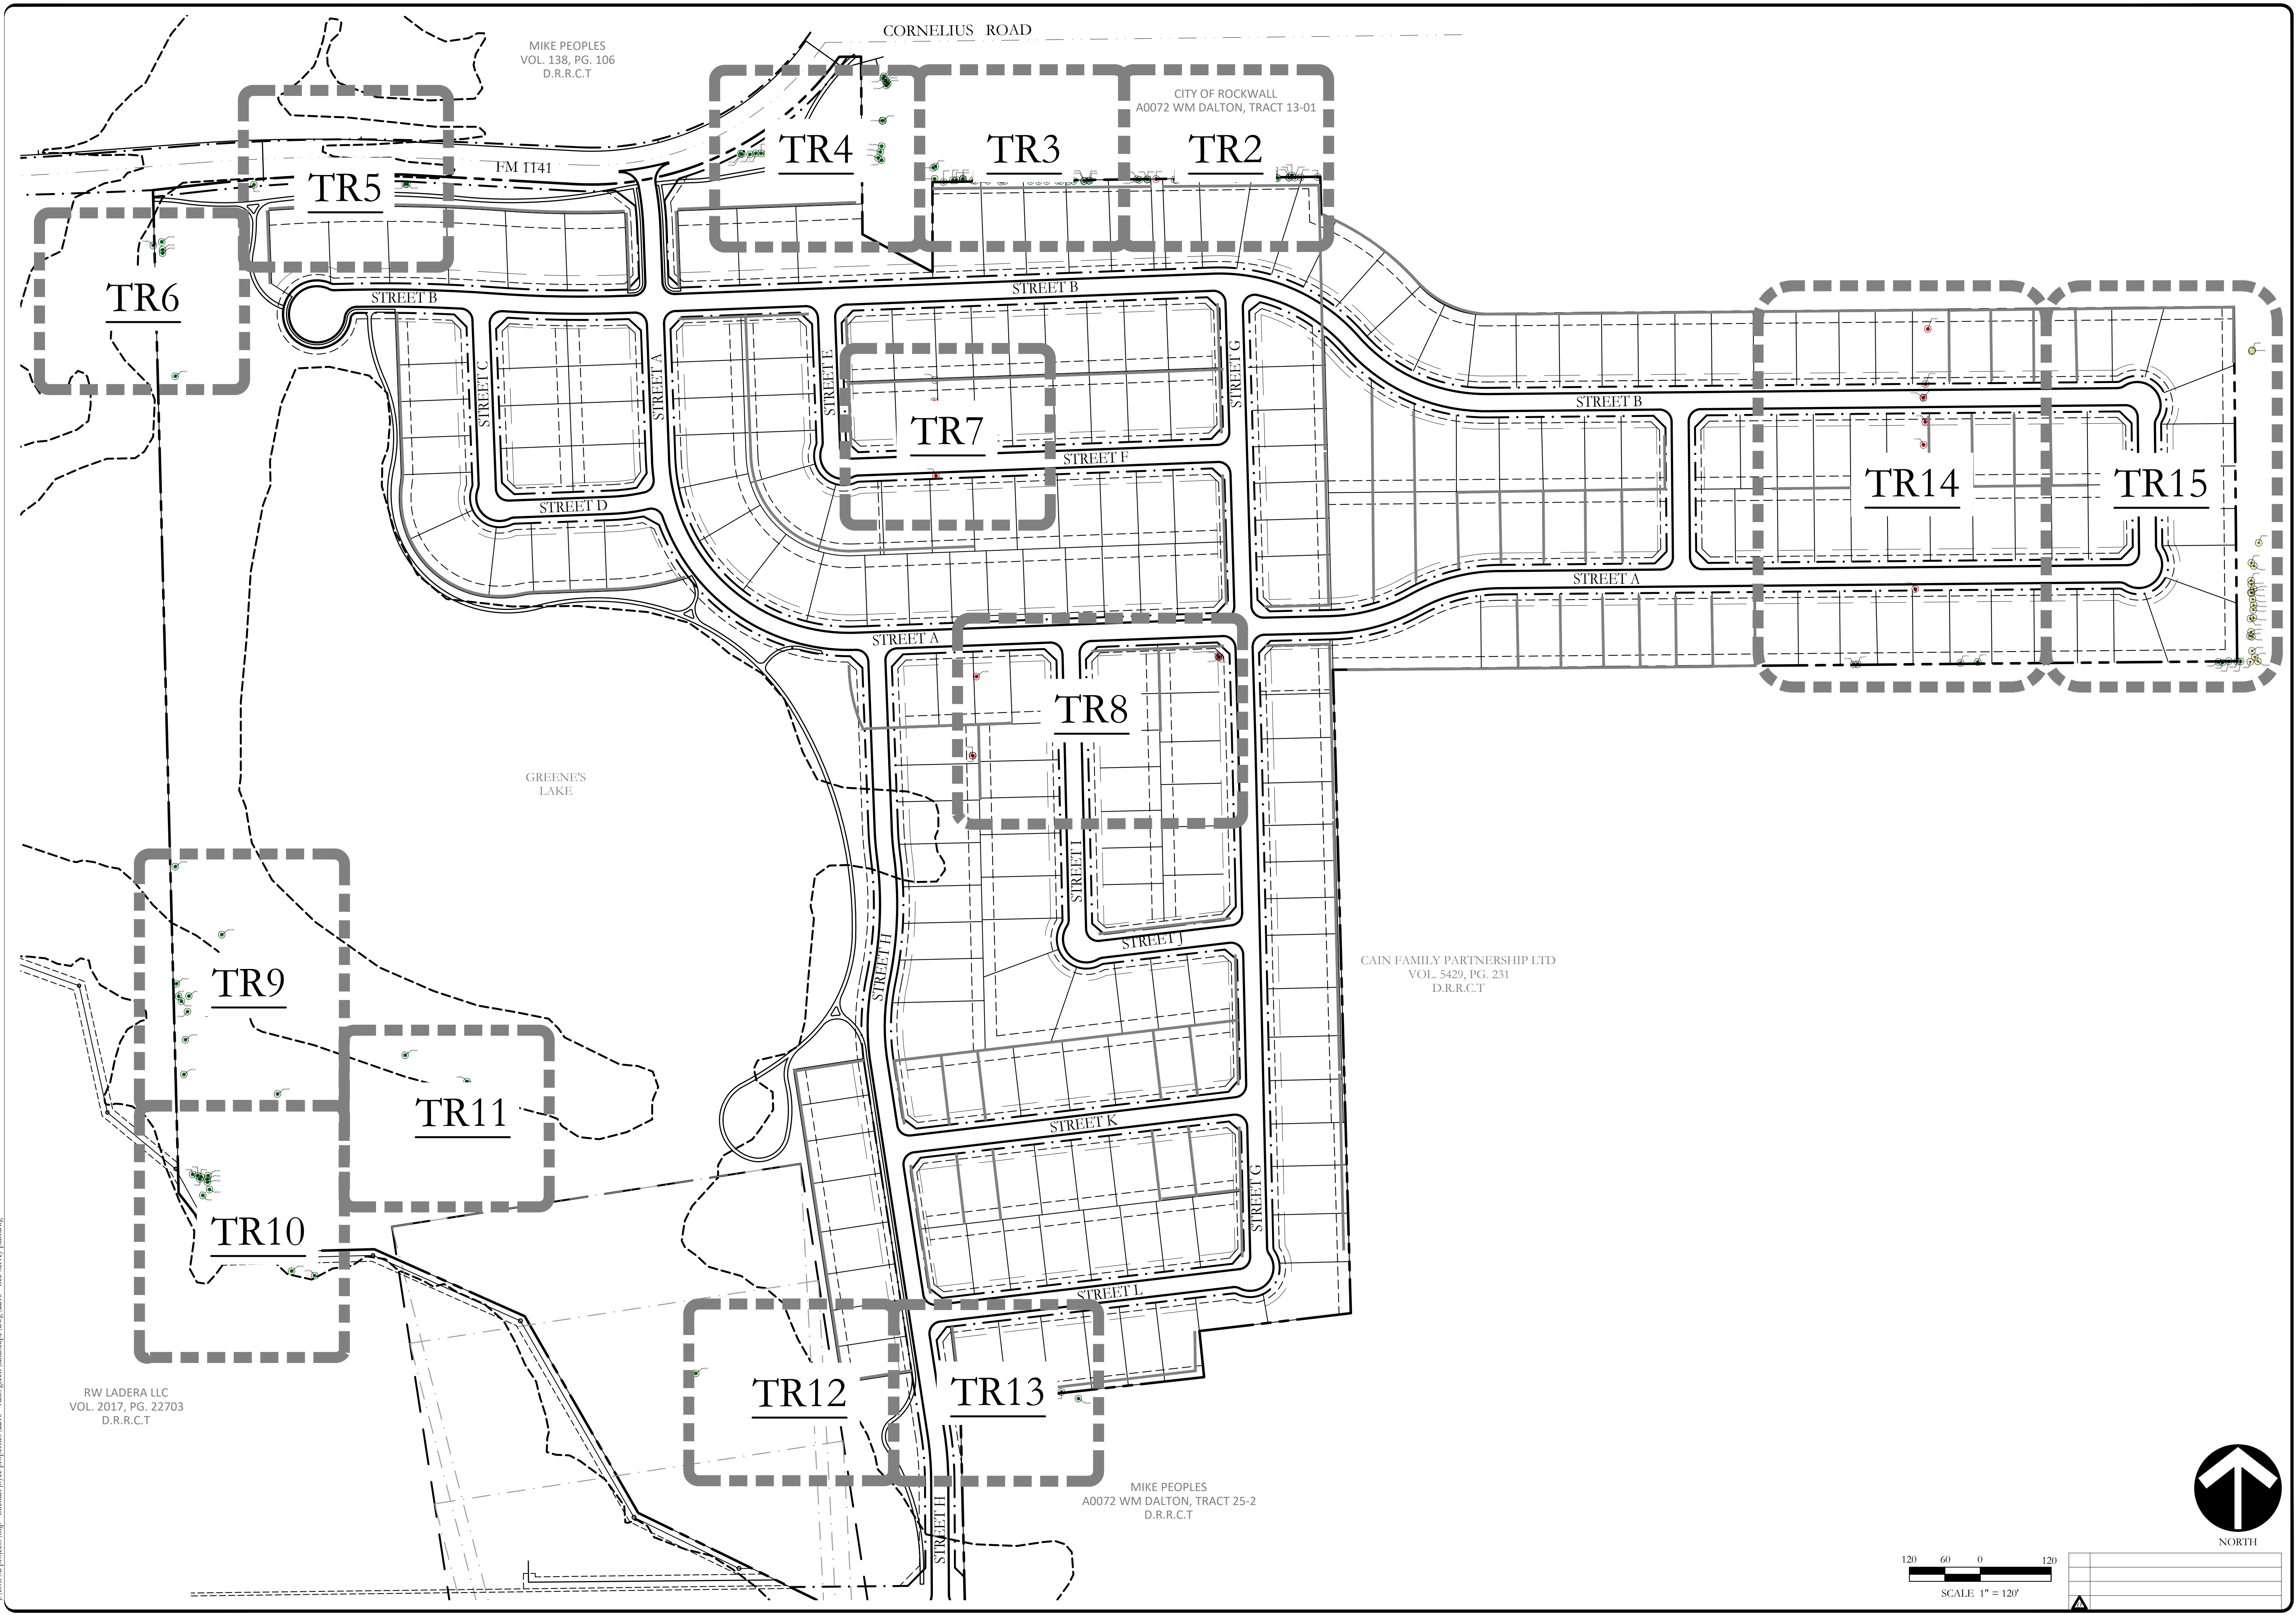 CORNELIUS ROAD
MIKE PEOPLES
VOL. 138, PG. 106
D.R.R.C.T
CITY OF ROCKWALL
A0072 WM DALTON, TRACT 13-01
TR4
TR3
TR2
FM 1141
TR5
TR6
STREET B
STREET B
STREET B
STREET C
STREET A
STREET E
STREET G
TR7
STREET F
TR14
TR15
STREET D
STREET A
STREET A
TR8
GREENE'S
LAKE
STREET I
STREET J
STREET H
CAIN FAMILY PARTNERSHIP LTD
VOL. 5429, PG. 231
D.R.R.C.T
TR9
TR11
STREET K
STREET G
TR10
STREET L
RW LADERA LLC
VOL. 2017, PG. 22703
D.R.R.C.T
TR12
TR13
MIKE PEOPLES
A0072 WM DALTON, TRACT 25-2
D.R.R.C.T
STREET H
NORTH
120 60 0 120
SCALE 1" = 120'